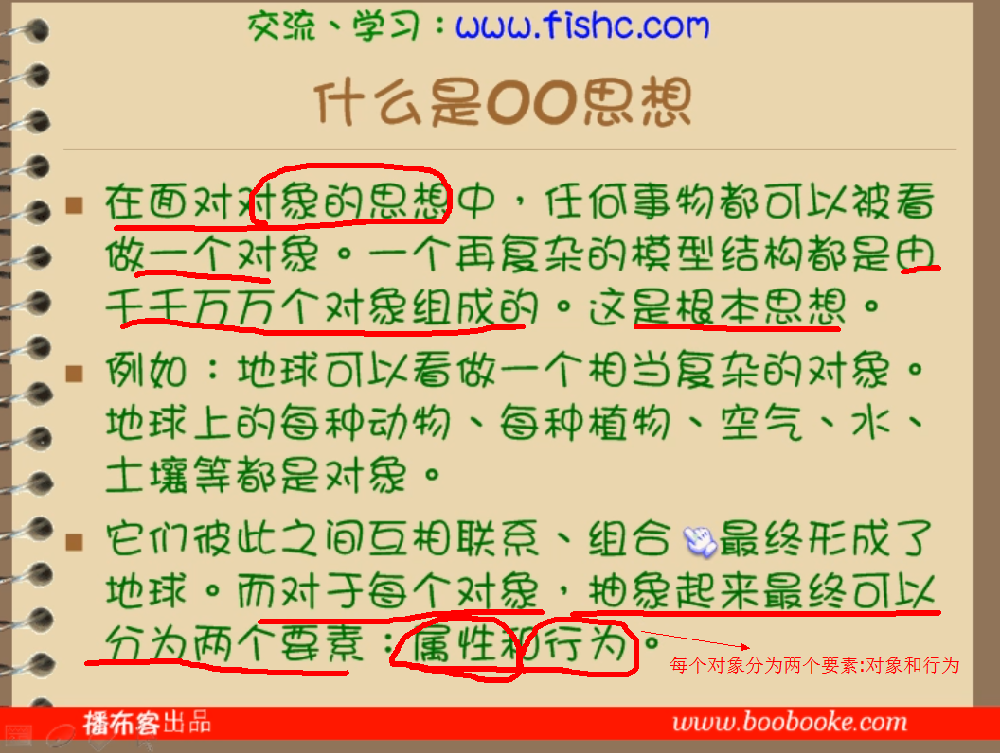 交流、学习：www.fishc.com
什么是OO思想
在面对对象的思想中，任何事物都可以被看
做一个对象。一个再复杂的模型结构都是由
千千万万个对象组成的。这是根本思想。
例如：地球可以看做一个相当复杂的对象。
地球上的每种动物、每种植物、空气、水、
土壤等都是对象。
它们彼此之间互相联系、组合 最终形成了
地球。而对于每个对象，抽象起来最终可以
分为两个要素：属性和行为。
每个对象分为两个要素:对象和行为
播布客出品
www.boobooke.com